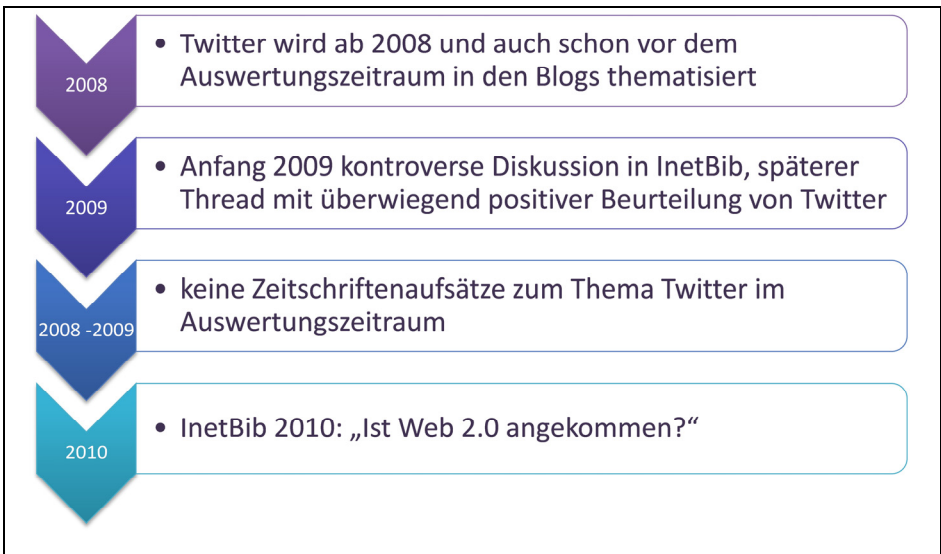 2008
• Twitter wird ab 2008 und auch schon vor dem
Auswertungszeitraum in den Blogs thematisiert
2009
• Anfang 2009 kontroverse Diskussion in InetBib, späterer
Thread mit überwiegend positiver Beurteilung von Twitter
2008 -2009
• keine Zeitschriftenaufsätze zum Thema Twitter im
Auswertungszeitraum
2010
• InetBib 2010: „Ist Web 2.0 angekommen?“